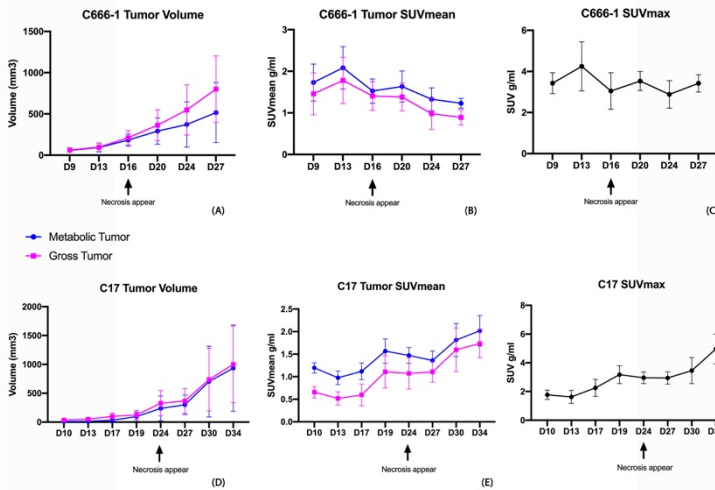 C666-1 Tumor Volume
Volume (mm3)
1500
1000
500
0
D9 D13 D16 D20 D24 D27
Necrosis appear
(A)
C666-1 Tumor SUVmean
SUVmean g/ml
3
2
1
0
D9 D13 D16 D20 D24 D27
Necrosis appear
(B)
C666-1 SUVmax
SUV g/ml
6
4
2
0
D9 D13 D16 D20 D24 D27
Necrosis appear
(C
Metabolic Tumor
Gross Tumor
C17 Tumor Volume
Volume (mm3)
2000
1500
1000
500
0
D10 D13 D17 D19 D24 D27 D30 D34
Necrosis appear
(D)
C17 Tumor SUVmean
SUVmean g/ml
2.5
2.0
1.5
1.0
0.5
0.0
D10 D13 D17 D19 D24 D27 D30 D34
Necrosis appear
(E)
C17 SUVmax
SUV g/ml
6
4
2
0
D10 D13 D17 D19 D24 D27 D30
Necrosis appear